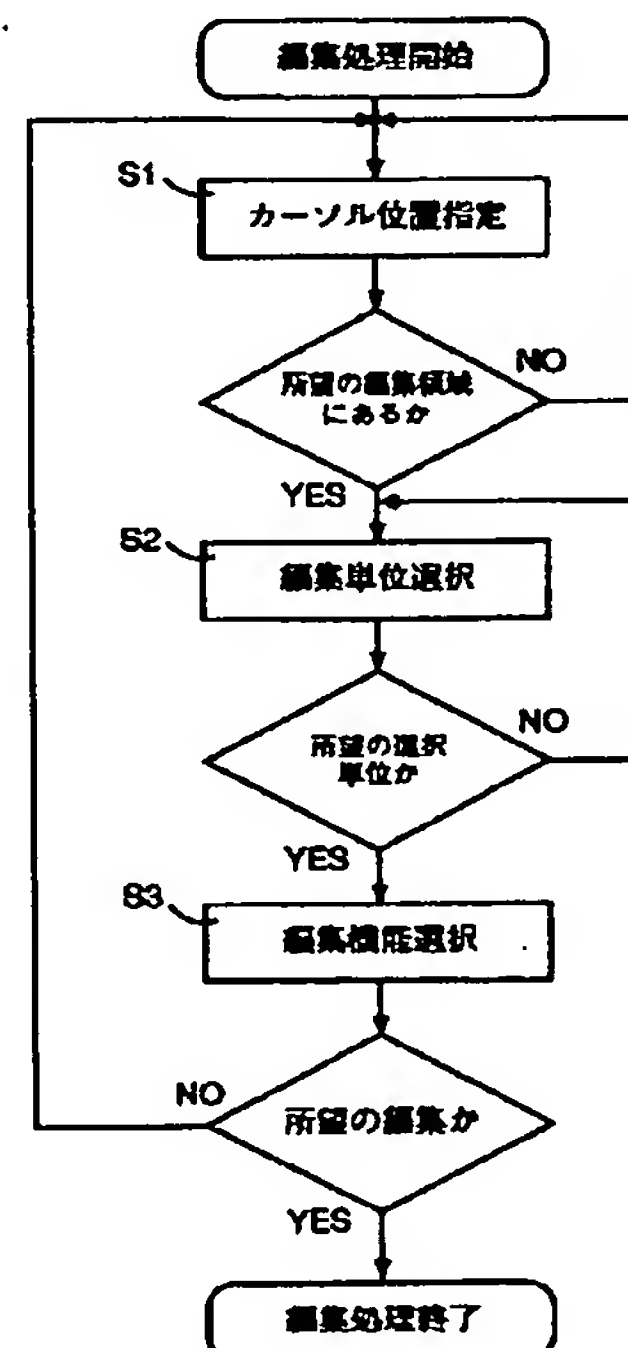 編集処理開始
S1
カーソル位置指定
NO
所望の編集領域
にあるか
YES
S2
編集単位選択
NO
所望の選択
単位か
YES
S3
編集機能選択
NO
所望の編集か
YES
編集処理終了